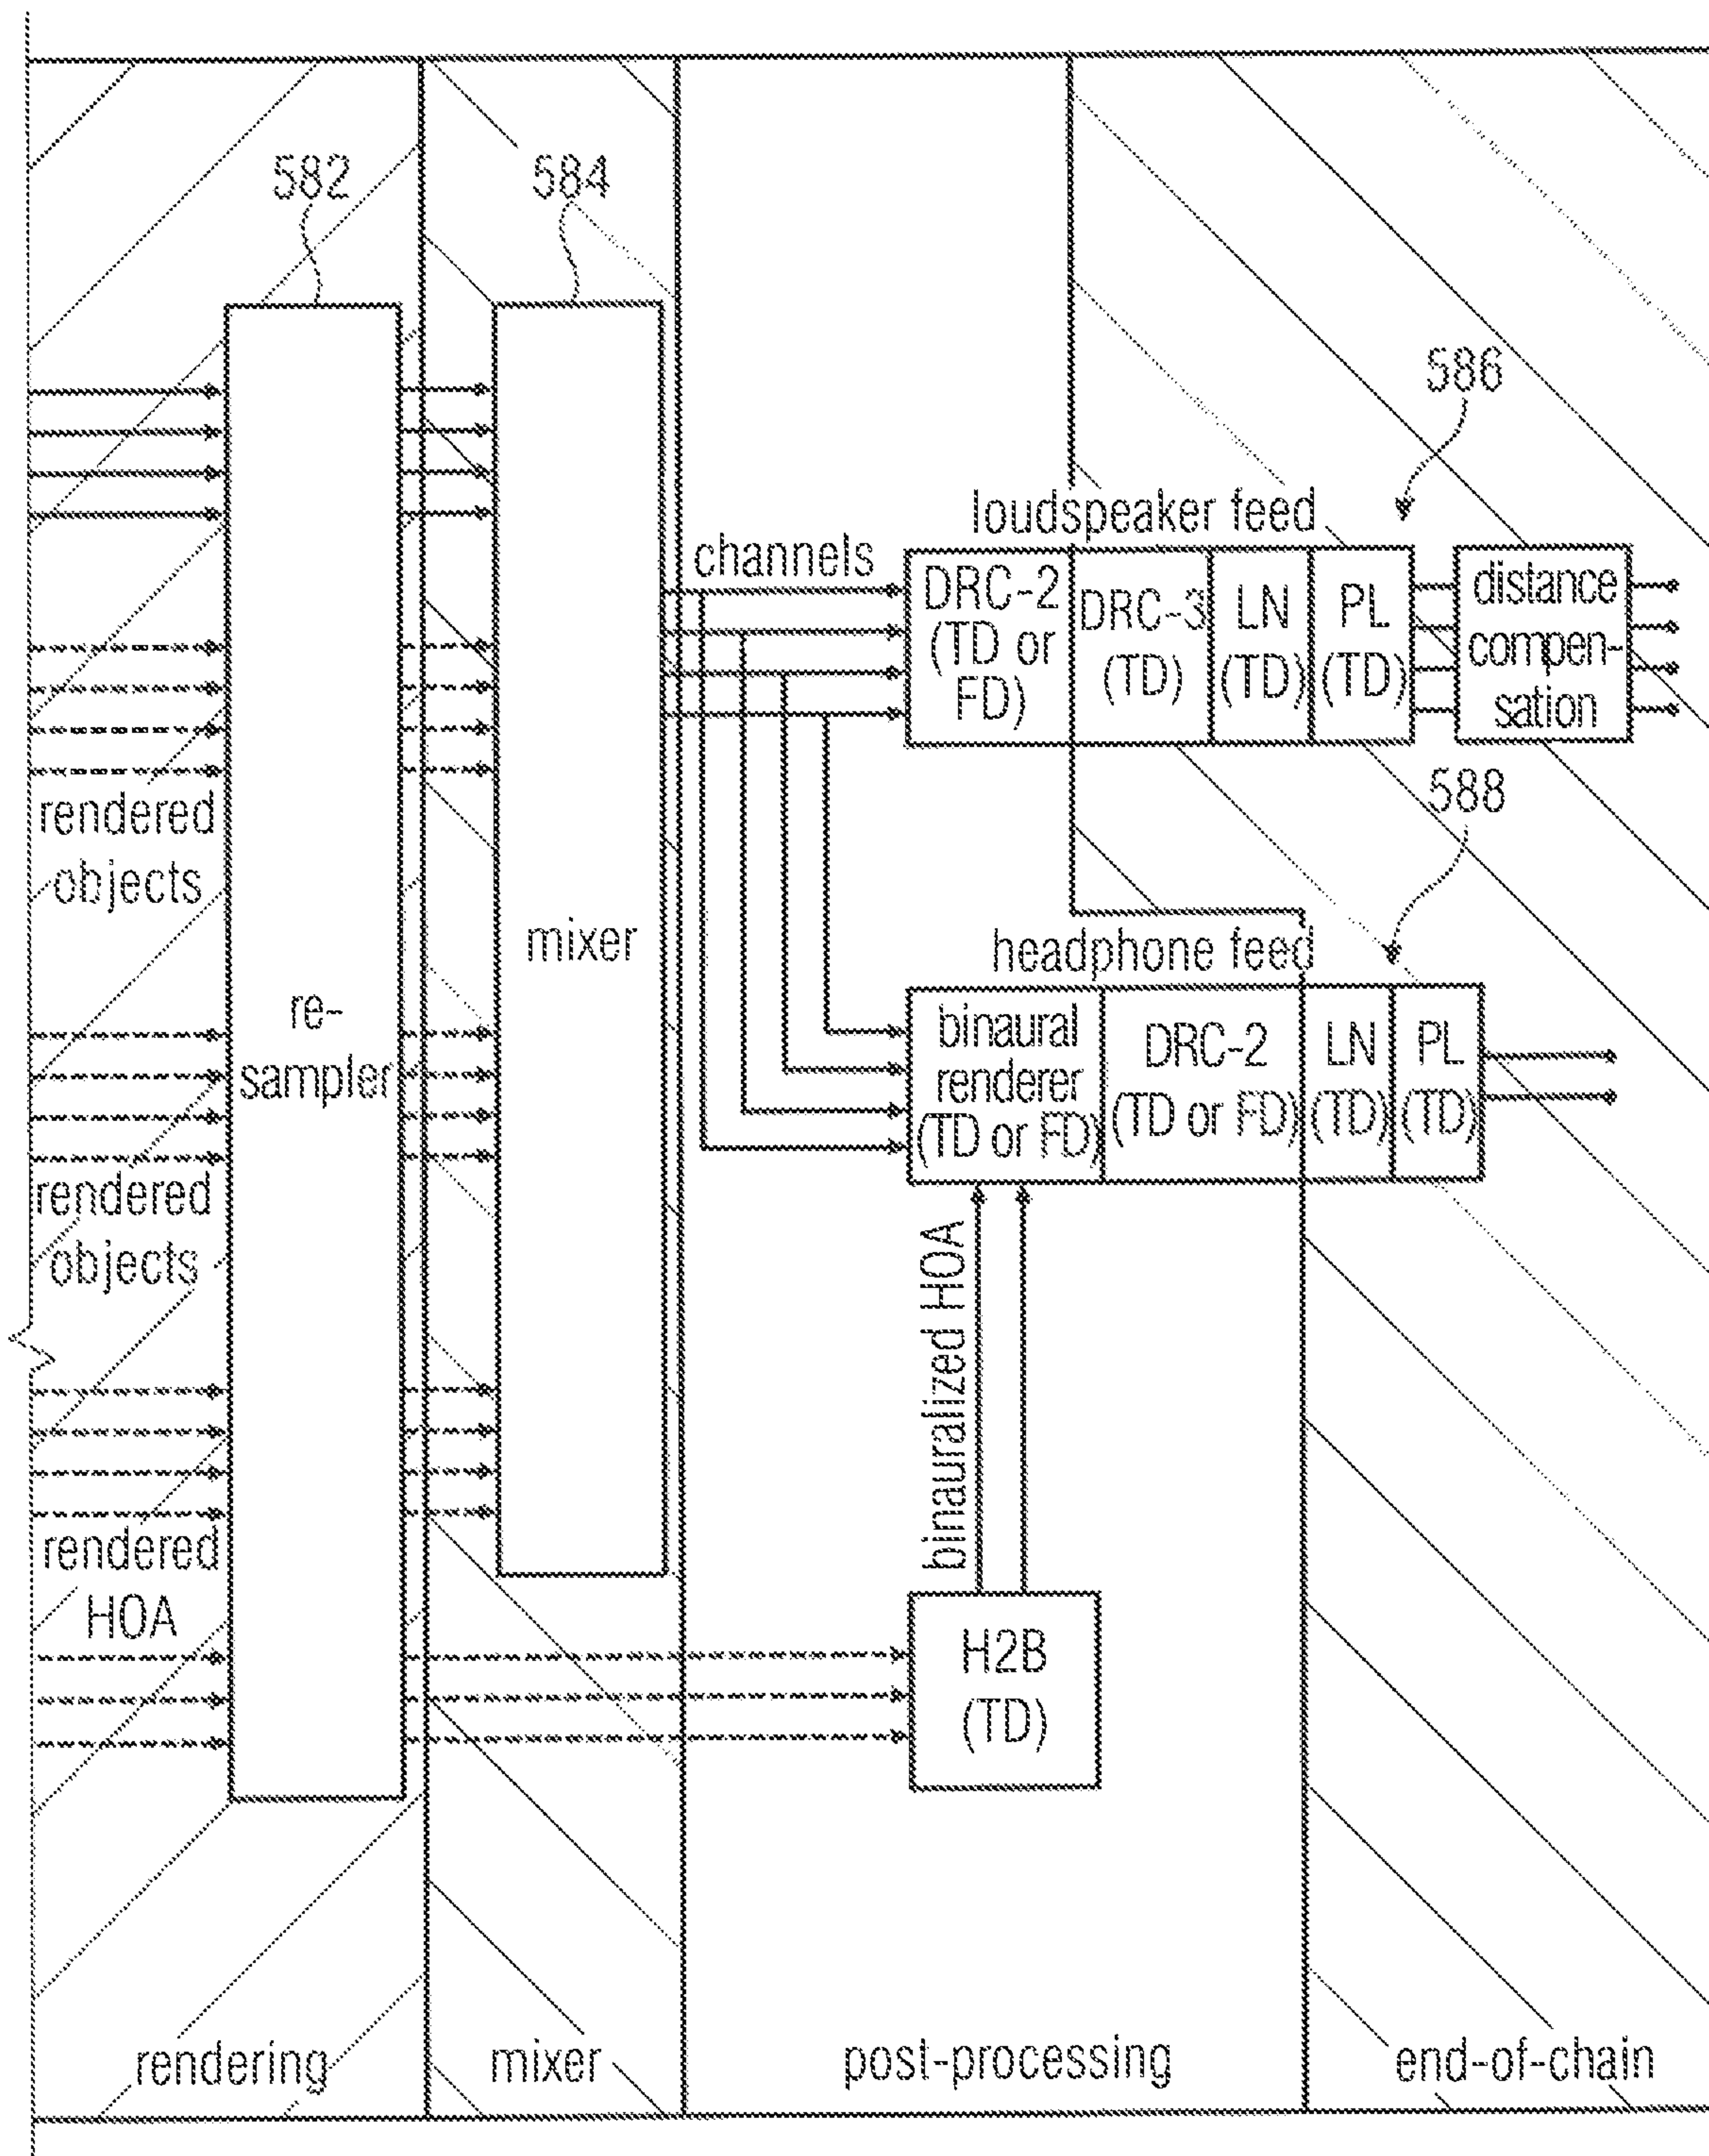 582
584
586
loudspeaker feed
channels
DRC-2
(TD or
FD)
DRC-3
(TD)
LN
(TD)
PL
(TD)
distance
compen-
sation
588
rendered
objects
mixer
headphone feed
re-
sampler
binaural
renderer
(TD or FD)
DRC-2
(TD or FD)
LN
(TD)
PL
(TD)
rendered
objects
binauralized HOA
rendered
HOA
H2B
(TD)
rendering
mixer
post-processing
end-of-chain